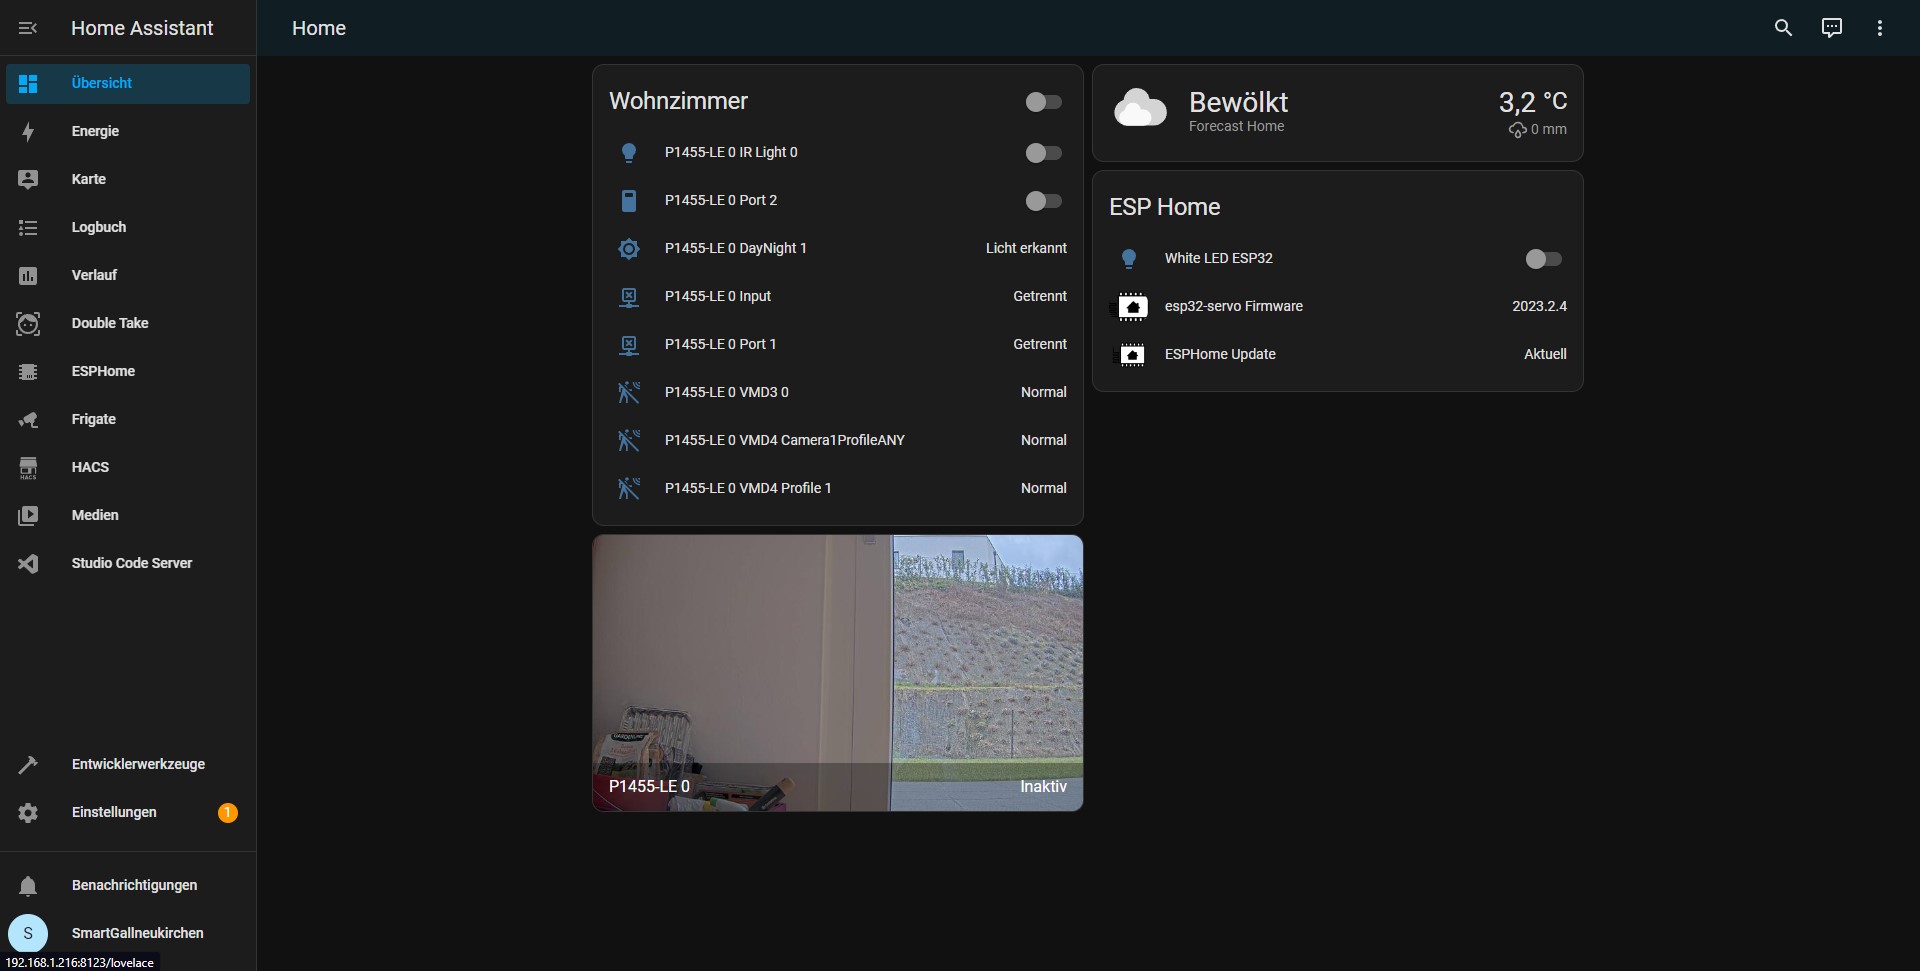 Home Assistant
Übersicht
Energie
Karte
Logbuch
Verlauf
Double Take
ESPHome
Frigate
HACS
HACS
Medien
Studio Code Server
Entwicklerwerkzeuge
Einstellungen 1
Benachrichtigungen
S SmartGallneukirchen
192.168.1.216:8123/lovelace
Home
Wohnzimmer
P1455-LE 0 IR Light 0
P1455-LE 0 Port 2
P1455-LE 0 DayNight 1 Licht erkannt
P1455-LE 0 Input Getrennt
P1455-LE 0 Port 1 Getrennt
P1455-LE 0 VMD3 0 Normal
P1455-LE 0 VMD4 Camera1ProfileANY Normal
P1455-LE 0 VMD4 Profile 1 Normal
GARDENLINE
P1455-LE 0 Inaktiv
Bewölkt 3,2 °C
Forecast Home 0 mm
ESP Home
White LED ESP32
esp32-servo Firmware 2023.2.4
ESPHome Update Aktuell